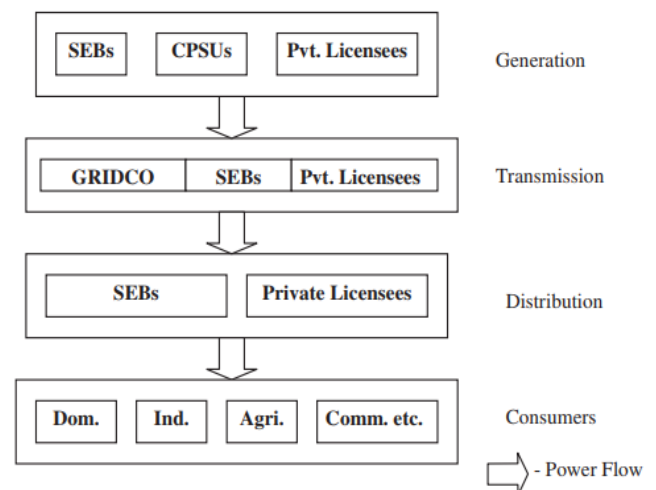 SEBs CPSUs Pvt. Licensees Generation
GRIDCO SEBs Pvt. Licensees Transmission
SEBs Private Licensees Distribution
Dom. Ind. Agri. Comm. etc. Consumers
- Power Flow